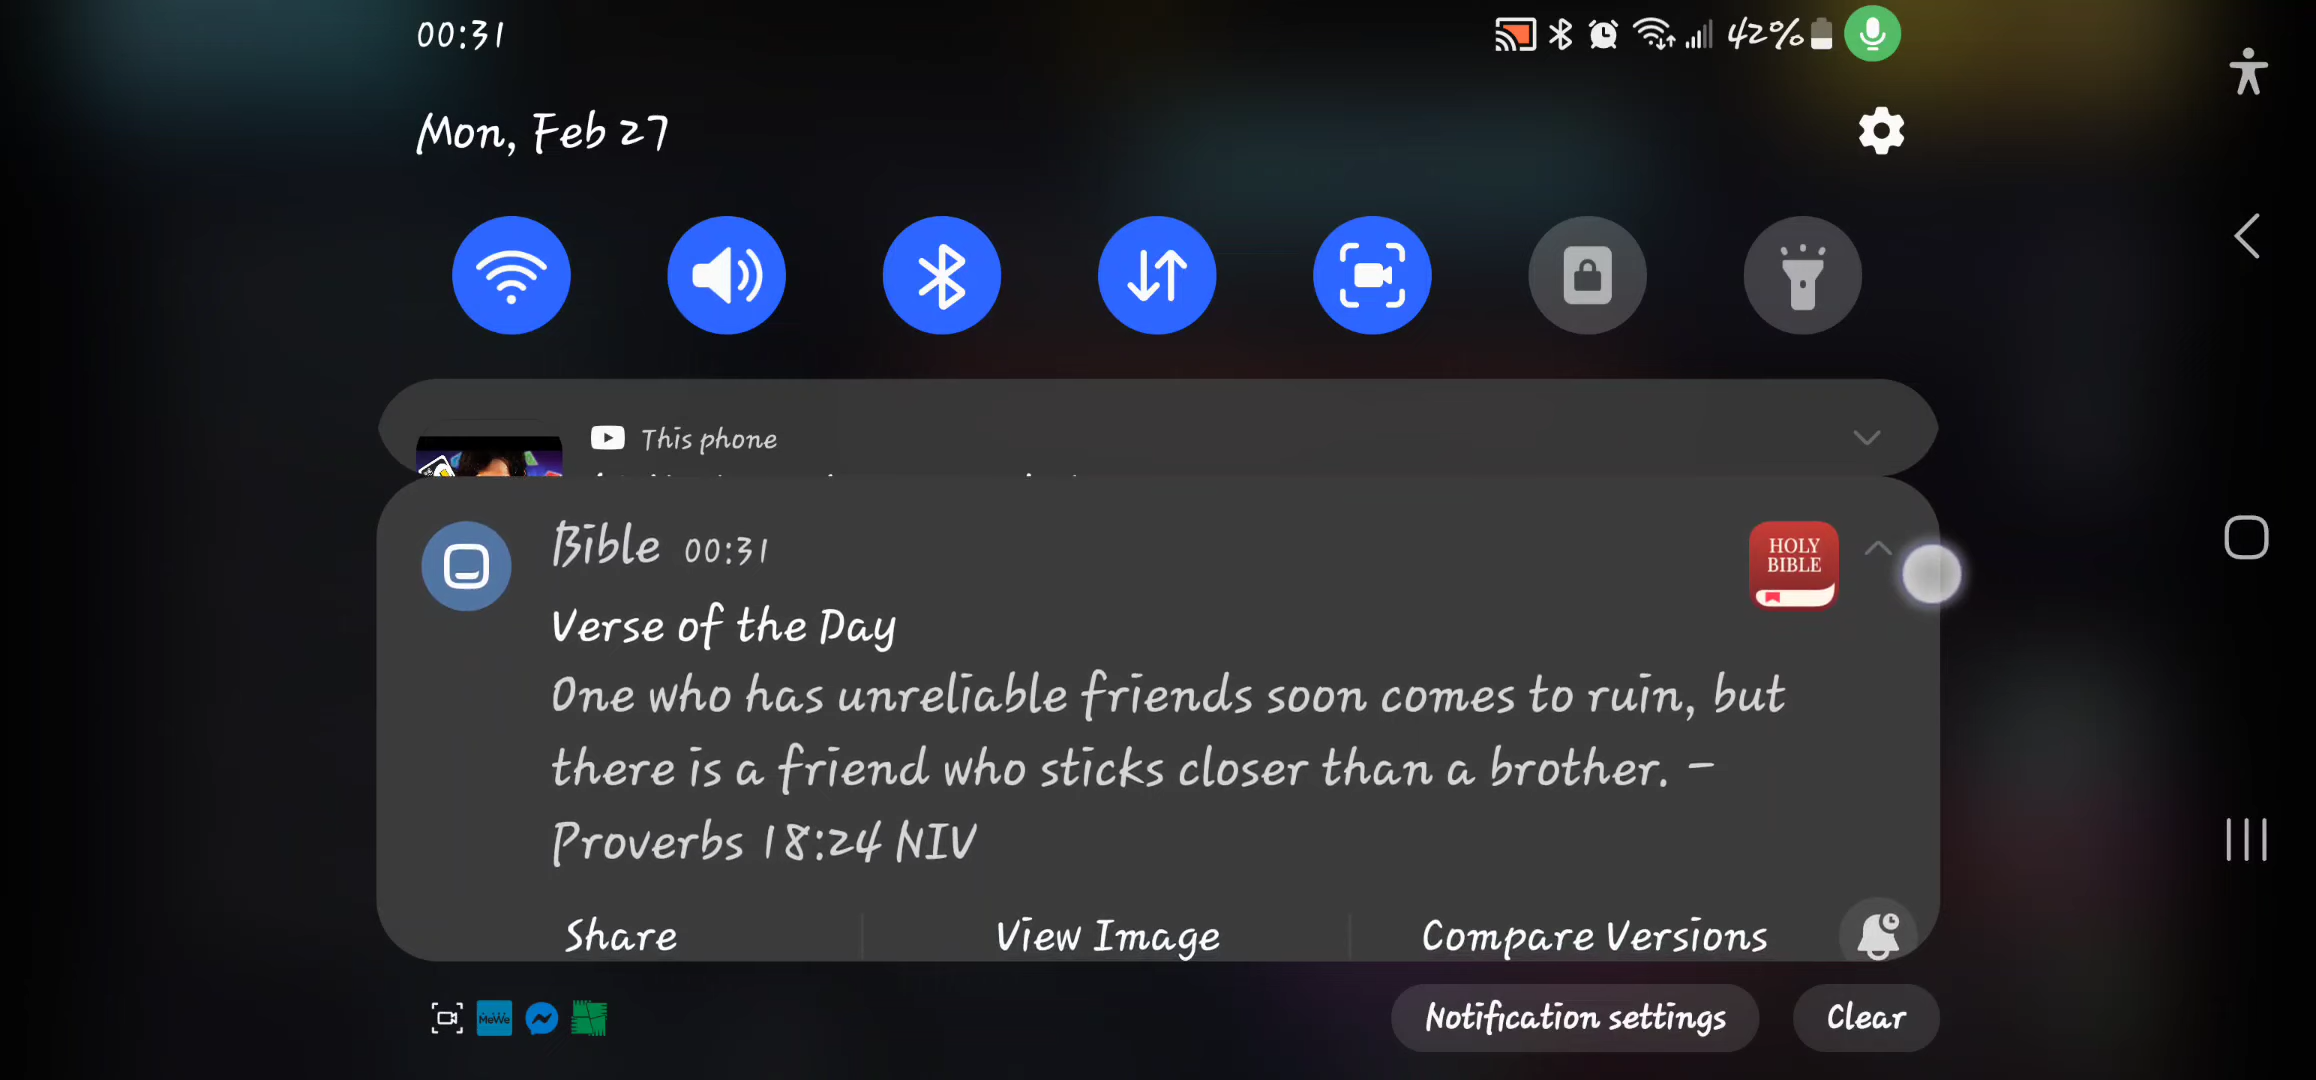 00:31
42%
Mon, Feb 27
This phone
Bible 00:31
HOLY
BIBLE
Verse of the Day
One who has unreliable friends soon comes to ruin, but
there is a friend who sticks closer than a brother. -
Proverbs 18:24 NIV
Share
View Image
Compare Versions
MeWe
Notification settings
Clear